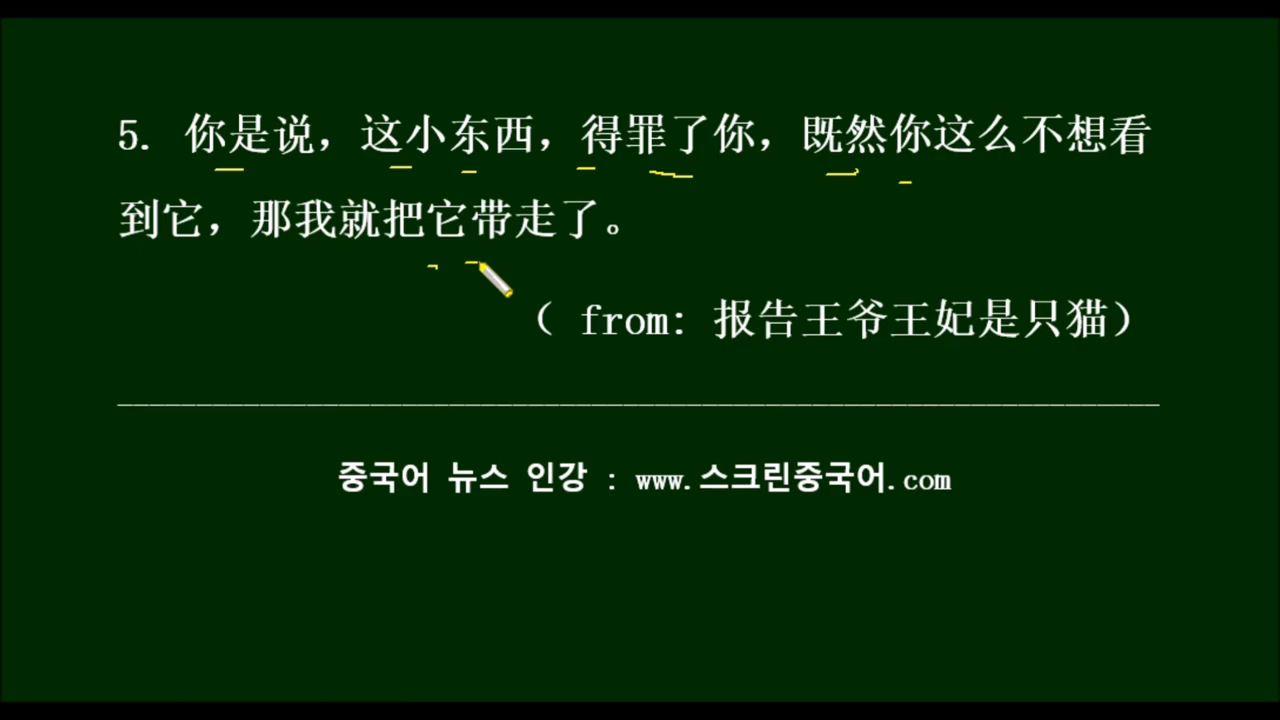 5. 你是说，这小东西，得罪了你，既然你这么不想看
到它，那我就把它带走了。
（ from: 报告王爷王妃是只猫）
중국어 뉴스 인강 : www.스크린중국어.com